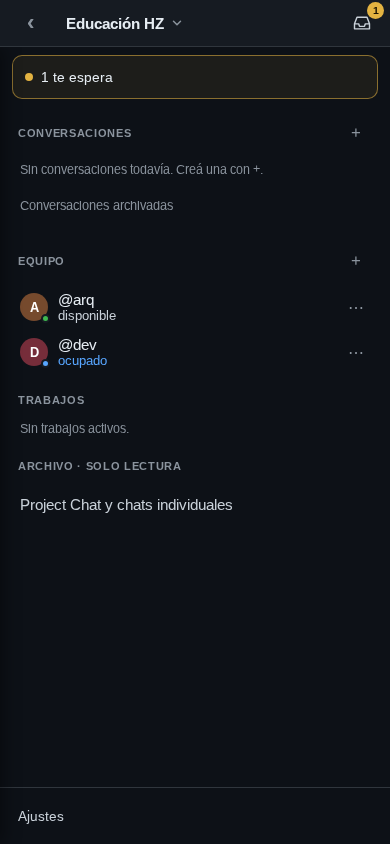 ‹ Educación HZ
1
1 te espera
CONVERSACIONES +
Sin conversaciones todavía. Creá una con +.
Conversaciones archivadas
EQUIPO +
A @arq ...
disponible
D @dev ...
ocupado
TRABAJOS
Sin trabajos activos.
ARCHIVO · SOLO LECTURA
Project Chat y chats individuales
Ajustes